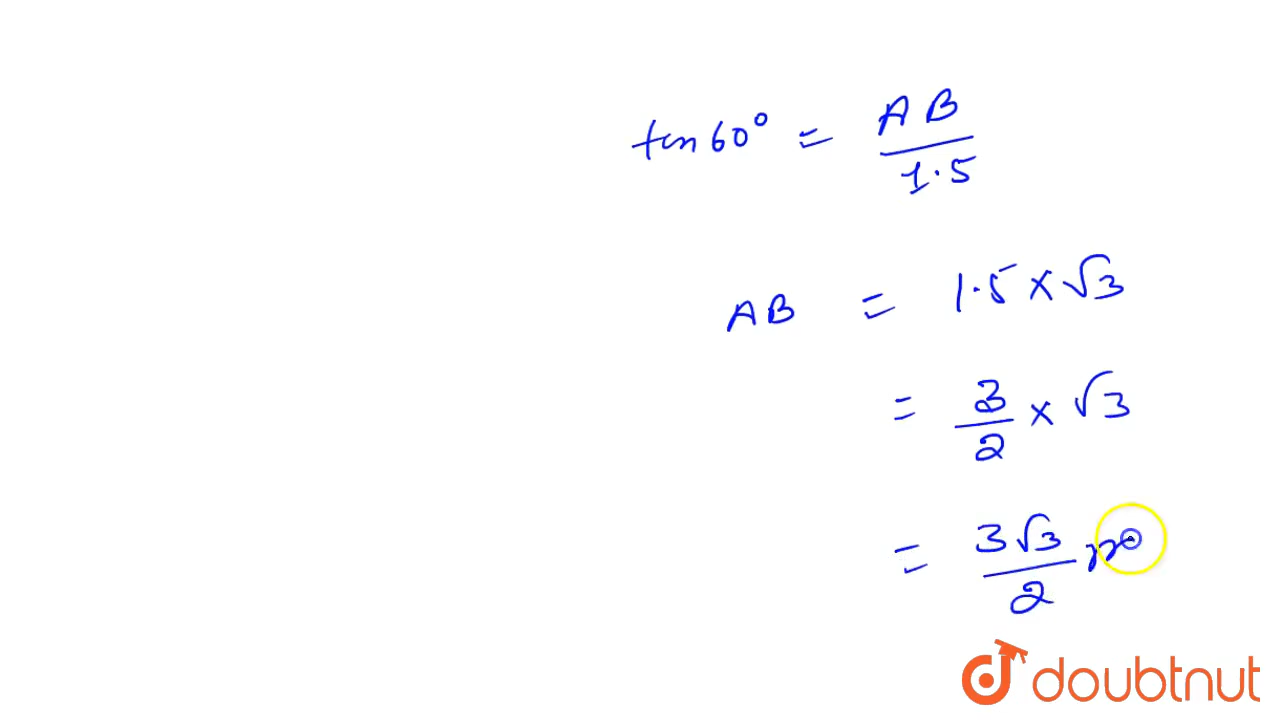 tan 60° = AB / 1.5
AB = 1.5 × √3
= 3/2 × √3
= 3√3 / 2
doubtnut